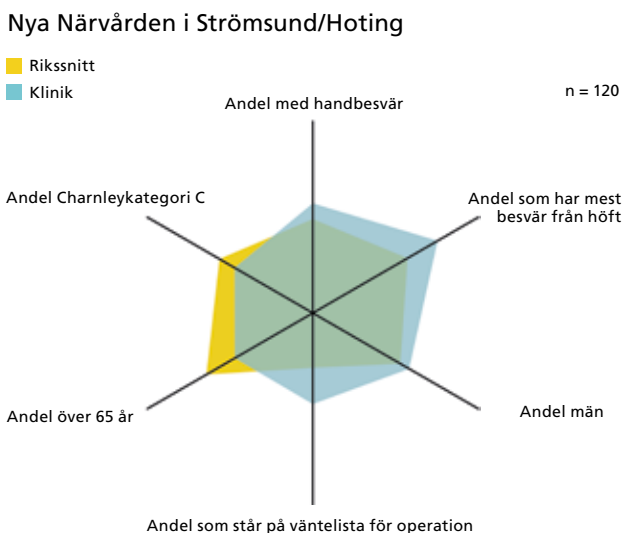 Nya Närvården i Strömsund/Hoting
Rikssnitt
Klinik
n = 120
Andel med handbesvär
Andel Charnleykategori C
Andel som har mest
besvär från höft
Andel över 65 år
Andel män
Andel som står på väntelista för operation